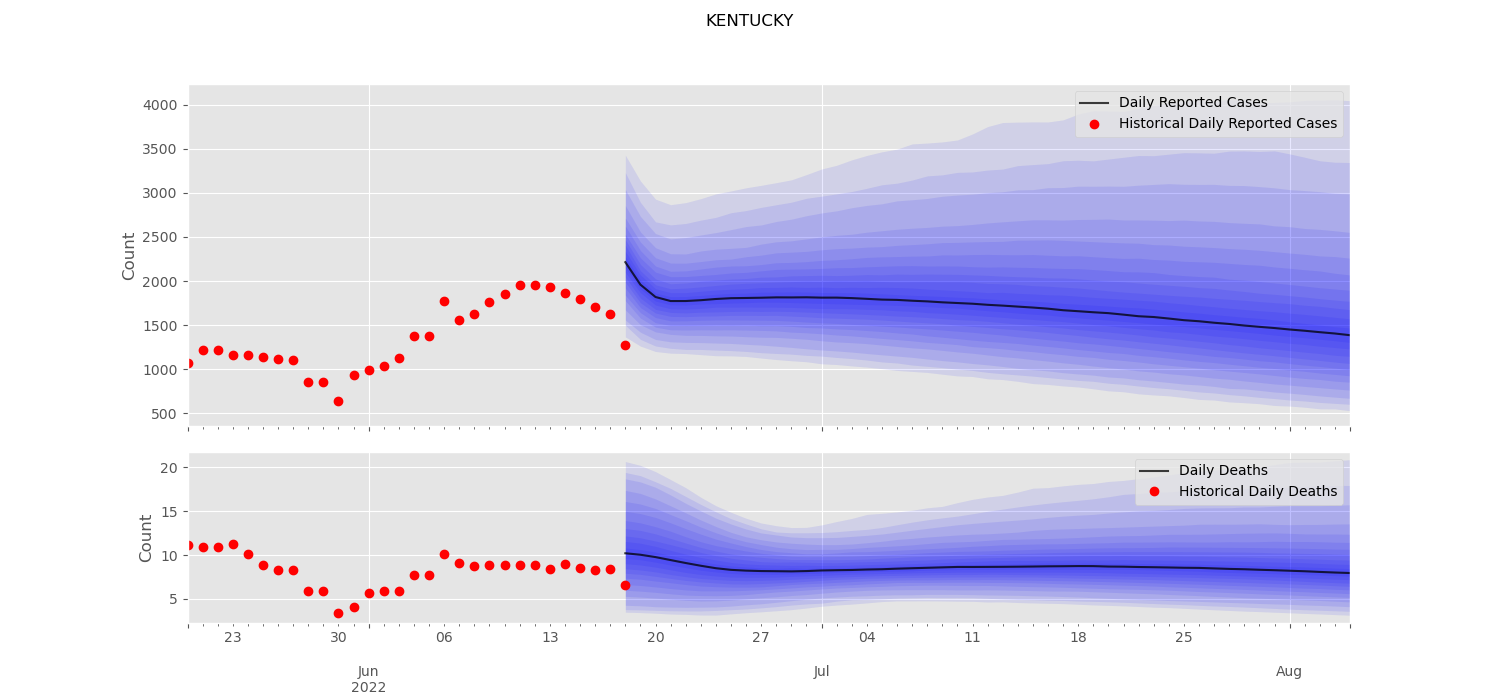 KENTUCKY
Count
4000
3500
3000
2500
2000
1500
1000
500
Daily Reported Cases
Historical Daily Reported Cases
Count
20
15
10
5
Daily Deaths
Historical Daily Deaths
23 30 06 13 20 27 04 11 18 25
Jun Jul Aug
2022